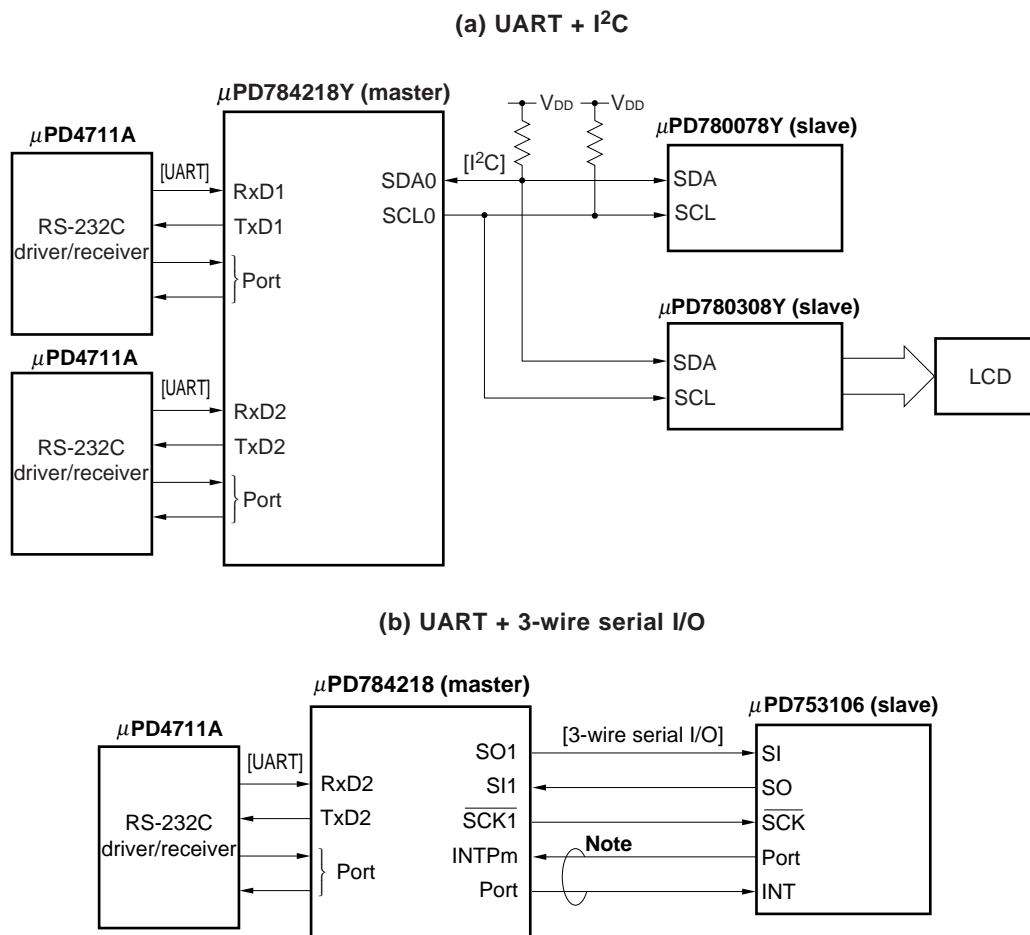 (a) UART + I²C
μPD784218Y (master)
μPD4711A
[UART]
RS-232C
driver/receiver
RxD1
TxD1
Port
μPD4711A
[UART]
RS-232C
driver/receiver
RxD2
TxD2
Port
SDA0
SCL0
[I²C]
VDD
VDD
μPD780078Y (slave)
SDA
SCL
μPD780308Y (slave)
SDA
SCL
LCD
(b) UART + 3-wire serial I/O
μPD784218 (master)
μPD4711A
[UART]
RS-232C
driver/receiver
RxD2
TxD2
Port
SO1
SI1
SCK1
INTPm
Port
[3-wire serial I/O]
Note
μPD753106 (slave)
SI
SO
SCK
Port
INT